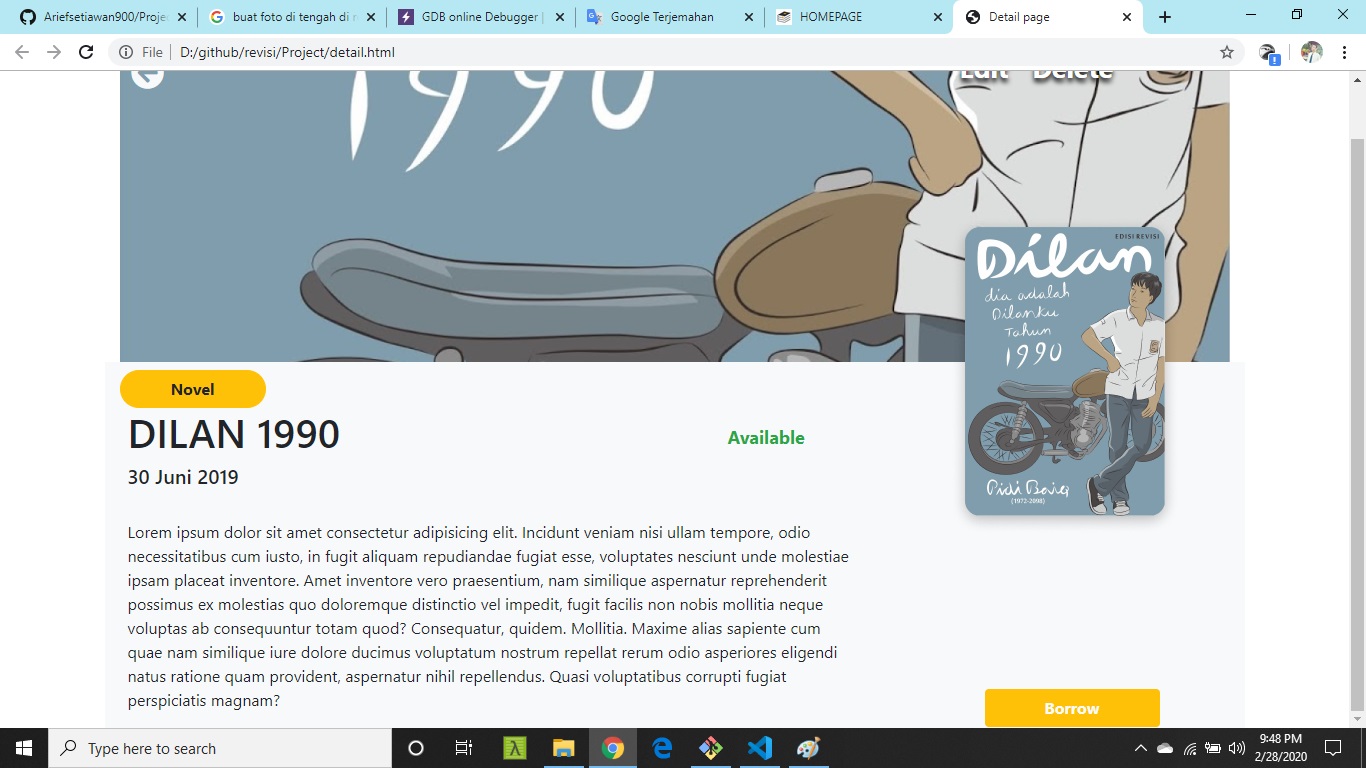 Ariefsetiawan900/Proje
buat foto di tengah di
GDB online Debugger |
Google Terjemahan
HOMEPAGE
Detail page
File
D:/github/revisi/Project/detail.html
1990
Edit
Delete
EDISI REVISI
Dilan
dia adalah
Dilanku
Tahun
1990
Pidi Baiq
(1972-2098)
Novel
DILAN 1990
Available
30 Juni 2019
Lorem ipsum dolor sit amet consectetur adipisicing elit. Incidunt veniam nisi ullam tempore, odio
necessitatibus cum iusto, in fugit aliquam repudiandae fugiat esse, voluptates nesciunt unde molestiae
ipsam placeat inventore. Amet inventore vero praesentium, nam similique aspernatur reprehenderit
possimus ex molestias quo doloremque distinctio vel impedit, fugit facilis non nobis mollitia neque
voluptas ab consequuntur totam quod? Consequatur, quidem. Mollitia. Maxime alias sapiente cum
quae nam similique iure dolore ducimus voluptatum nostrum repellat rerum odio asperiores eligendi
natus ratione quam provident, aspernatur nihil repellendus. Quasi voluptatibus corrupti fugiat
perspiciatis magnam?
Borrow
Type here to search
9:48 PM
2/28/2020